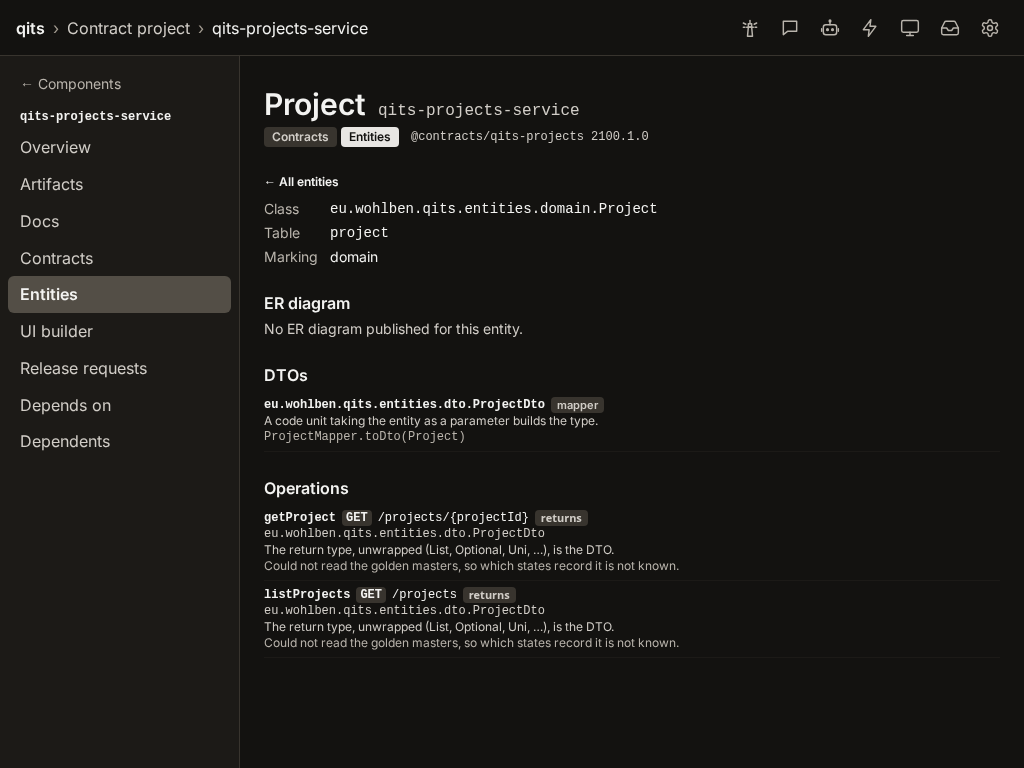 qits › Contract project › qits-projects-service
← Components
qits-projects-service
Overview
Artifacts
Docs
Contracts
Entities
UI builder
Release requests
Depends on
Dependents
Project qits-projects-service
Contracts Entities @contracts/qits-projects 2100.1.0
← All entities
Class eu.wohlben.qits.entities.domain.Project
Table project
Marking domain
ER diagram
No ER diagram published for this entity.
DTOs
eu.wohlben.qits.entities.dto.ProjectDto mapper
A code unit taking the entity as a parameter builds the type.
ProjectMapper.toDto(Project)
Operations
getProject GET /projects/{projectId} returns
eu.wohlben.qits.entities.dto.ProjectDto
The return type, unwrapped (List, Optional, Uni, …), is the DTO.
Could not read the golden masters, so which states record it is not known.
listProjects GET /projects returns
eu.wohlben.qits.entities.dto.ProjectDto
The return type, unwrapped (List, Optional, Uni, …), is the DTO.
Could not read the golden masters, so which states record it is not known.